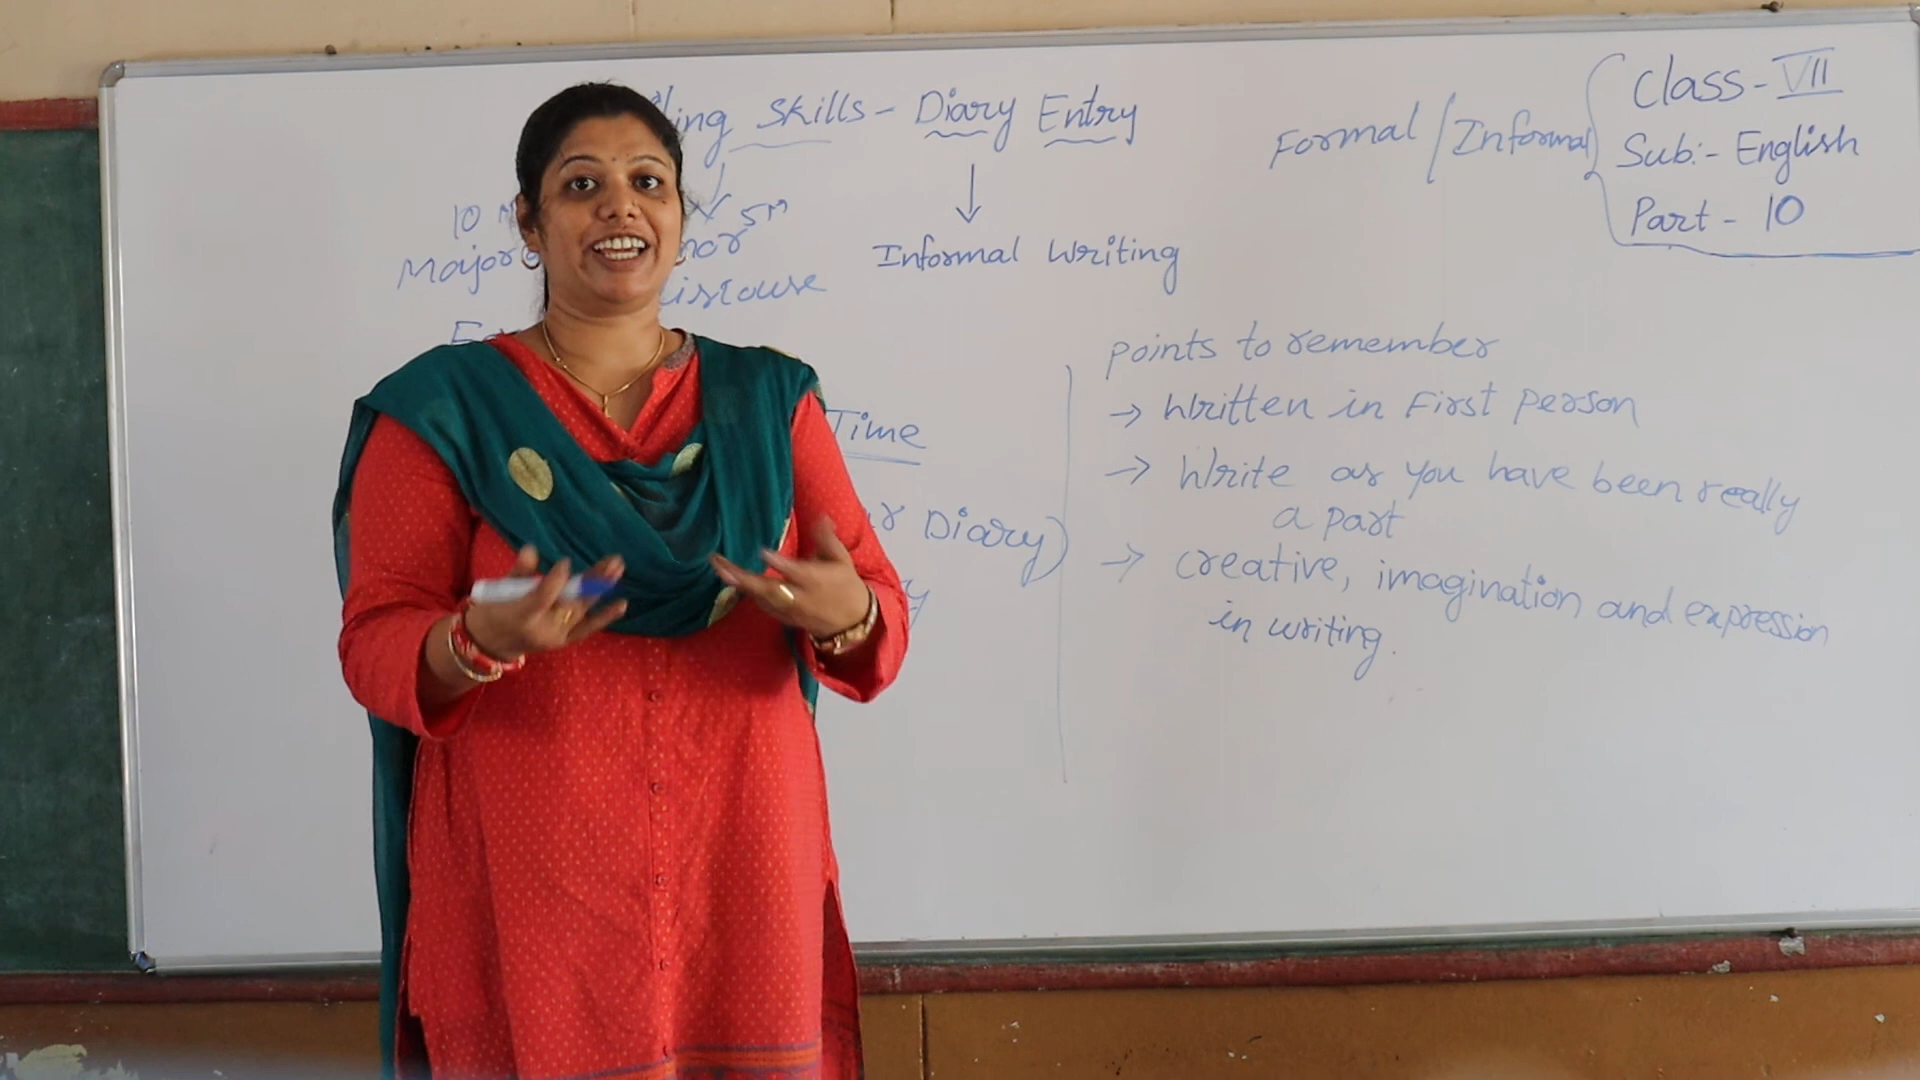 Skills - Diary Entry
Formal / Informal
Class - VII
Sub:- English
Part - 10
10
5M
Major
Informal Writing
Time
Diary)
Points to remember
→ Written in First person
→ Write as you have been really
a part
→ Creative, imagination and expression
in writing.